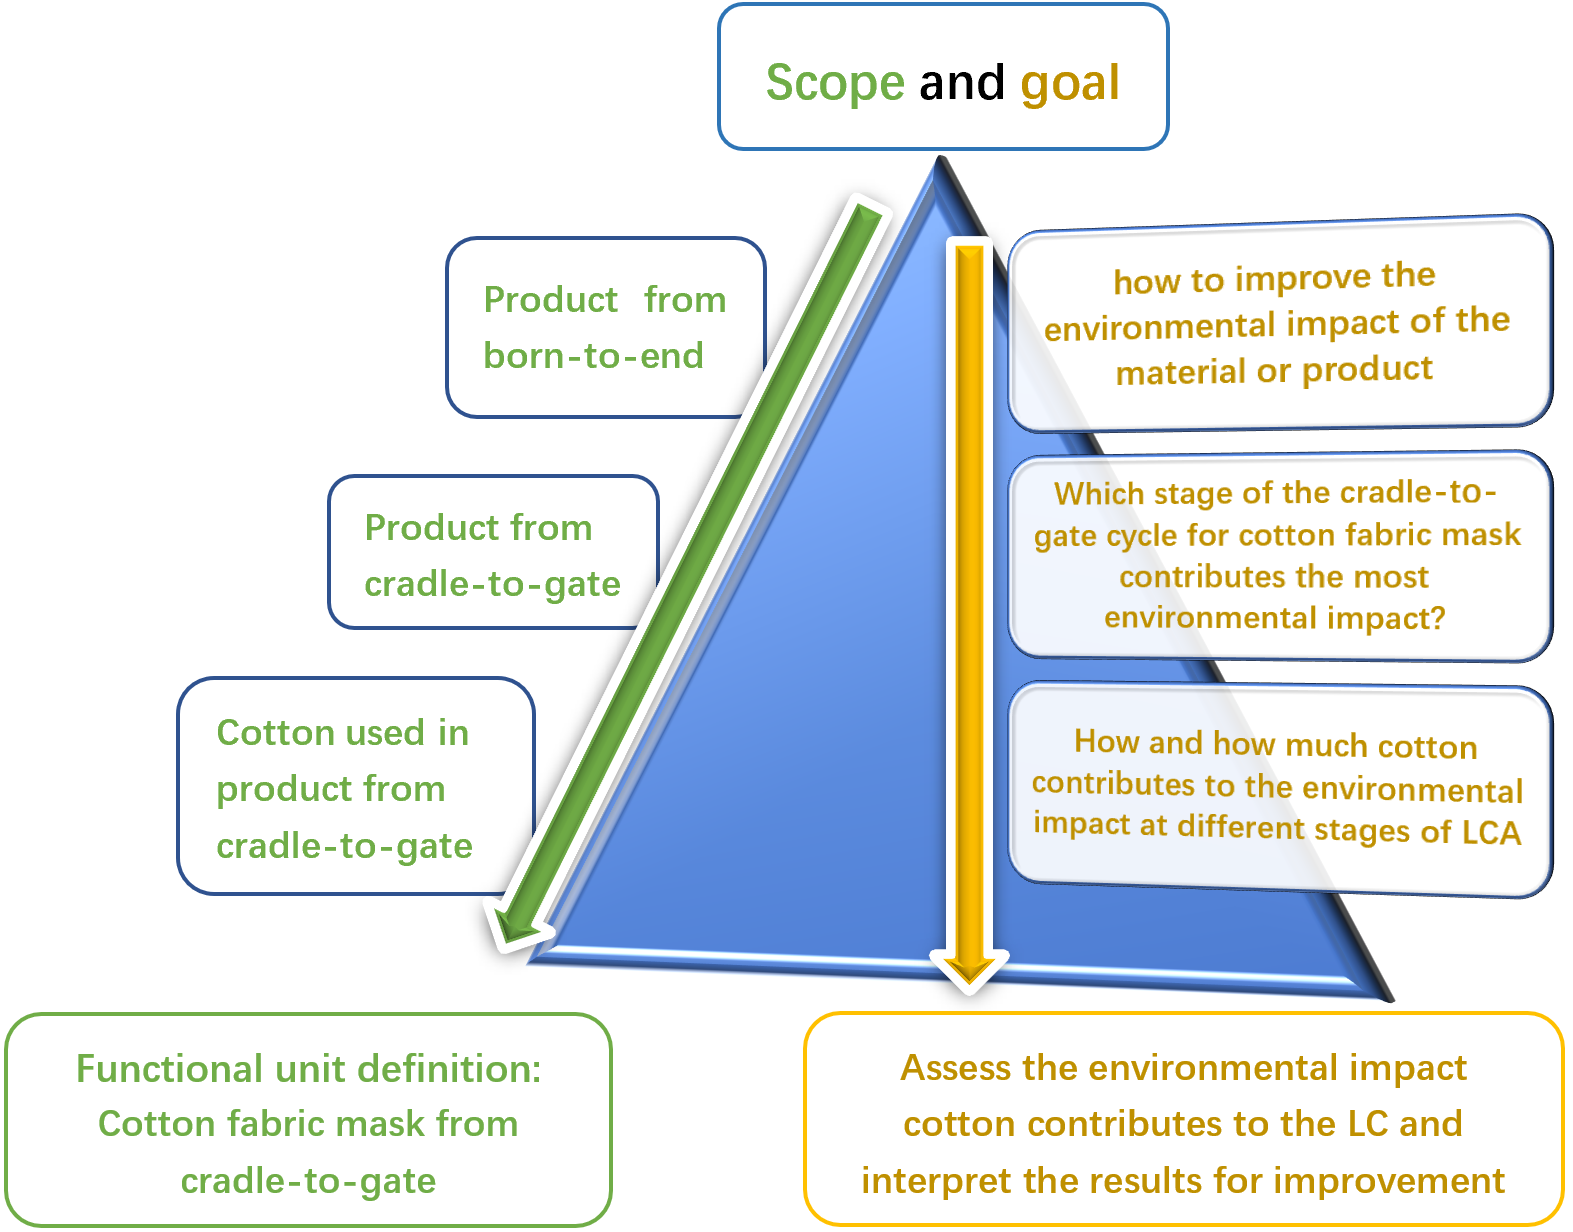 Scope and goal
Product from
born-to-end
Product from
cradle-to-gate
Cotton used in
product from
cradle-to-gate
how to improve the
environmental impact of the
material or product
Which stage of the cradle-to-
gate cycle for cotton fabric mask
contributes the most
environmental impact?
How and how much cotton
contributes to the environmental
impact at different stages of LCA
Functional unit definition:
Cotton fabric mask from
cradle-to-gate
Assess the environmental impact
cotton contributes to the LC and
interpret the results for improvement